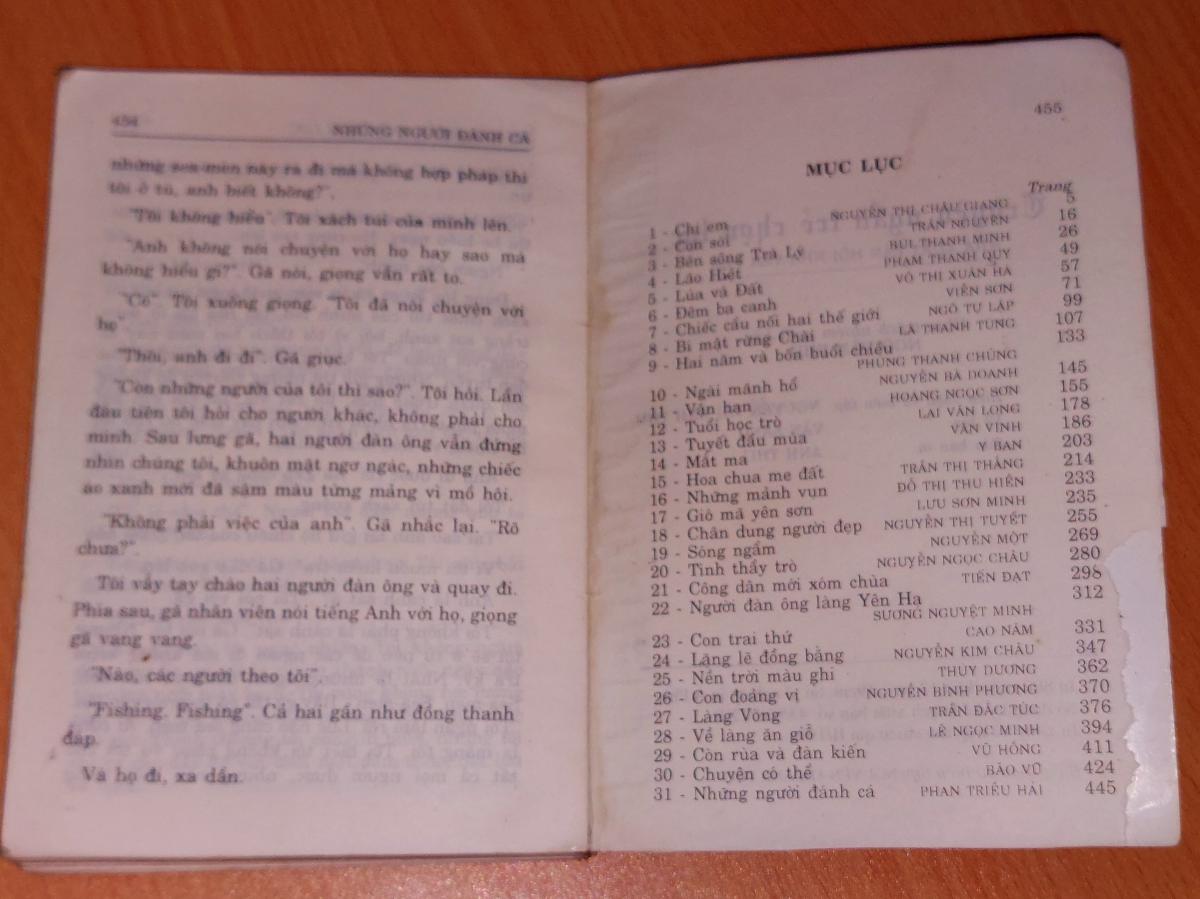 454
NHỮNG NGƯỜI ĐÁNH CÁ
những sea-men này ra đi mà không hợp pháp thì
tôi ở tù, anh biết không?".
"Tôi không hiểu". Tôi xách túi của mình lên.
"Anh không nói chuyện với họ hay sao mà
không hiểu gì?". Gã nói, giọng vẫn rất to.
"Có". Tôi xuống giọng. "Tôi đã nói chuyện với
họ"
"Thôi, anh đi đi". Gã giục.
"Còn những người của tôi thì sao?". Tôi hỏi. Lần
đầu tiên tôi hỏi cho người khác, không phải cho
mình. Sau lưng gã, hai người đàn ông vẫn đứng
nhìn chúng tôi, khuôn mặt ngơ ngác, những chiếc
áo xanh mới đã sẫm màu từng mảng vì mồ hôi.
"Không phải việc của anh". Gã nhắc lại. "Rõ
chưa?".
Tôi vẫy tay chào hai người đàn ông và quay đi.
Phía sau, gã nhân viên nói tiếng Anh với họ, giọng
gã vang vang.
"Nào, các người theo tôi".
"Fishing. Fishing". Cả hai gần như đồng thanh
đáp.
Và họ đi, xa dần.
455
MỤC LỤC
Trang
1 - Chị em NGUYỄN THỊ CHÂU GIANG 5
2 - Con sói TRẦN NGUYÊN 16
3 - Bên sông Trà Lý BÙI THANH MINH 26
4 - Lão Hiệt PHẠM THANH QUY 49
5 - Lúa và Đất VÕ THỊ XUÂN HÀ 57
6 - Đêm ba canh VIỄN SƠN 71
7 - Chiếc cầu nối hai thế giới NGÔ TỰ LẬP 99
8 - Bí mật rừng Chài LÃ THANH TÙNG 107
9 - Hai năm và bốn buổi chiều 133
PHÙNG THANH CHỦNG
10 - Ngài mãnh hổ NGUYỄN BÁ DOANH 145
11 - Vận hạn HOÀNG NGỌC SƠN 155
12 - Tuổi học trò LẠI VĂN LONG 178
13 - Tuyết đầu mùa VĂN VINH 186
14 - Mắt ma Y BAN 203
15 - Hoa chua me đất TRẦN THỊ THẮNG 214
16 - Những mảnh vụn ĐỖ THỊ THU HIÊN 233
17 - Gió mã yên sơn LƯU SƠN MINH 235
18 - Chân dung người đẹp NGUYỄN THỊ TUYẾT 255
19 - Sóng ngầm NGUYỄN MỘT 269
20 - Tình thầy trò NGUYỄN NGỌC CHÂU 280
21 - Công dân mới xóm chùa TIẾN ĐẠT 298
22 - Người đàn ông làng Yên Hạ 312
SƯƠNG NGUYỆT MINH
23 - Con trai thứ CAO NĂM 331
24 - Lặng lẽ đồng bằng NGUYỄN KIM CHÂU 347
25 - Nền trời màu ghi THUỲ DƯƠNG 362
26 - Con đoảng vị NGUYỄN BÌNH PHƯƠNG 370
27 - Làng Vòng TRẦN ĐẮC TÚC 376
28 - Về làng ăn giỗ LÊ NGỌC MINH 394
29 - Còn rùa và đàn kiến VŨ HỒNG 411
30 - Chuyện có thể BẢO VŨ 424
31 - Những người đánh cá PHAN TRIỀU HẢI 445